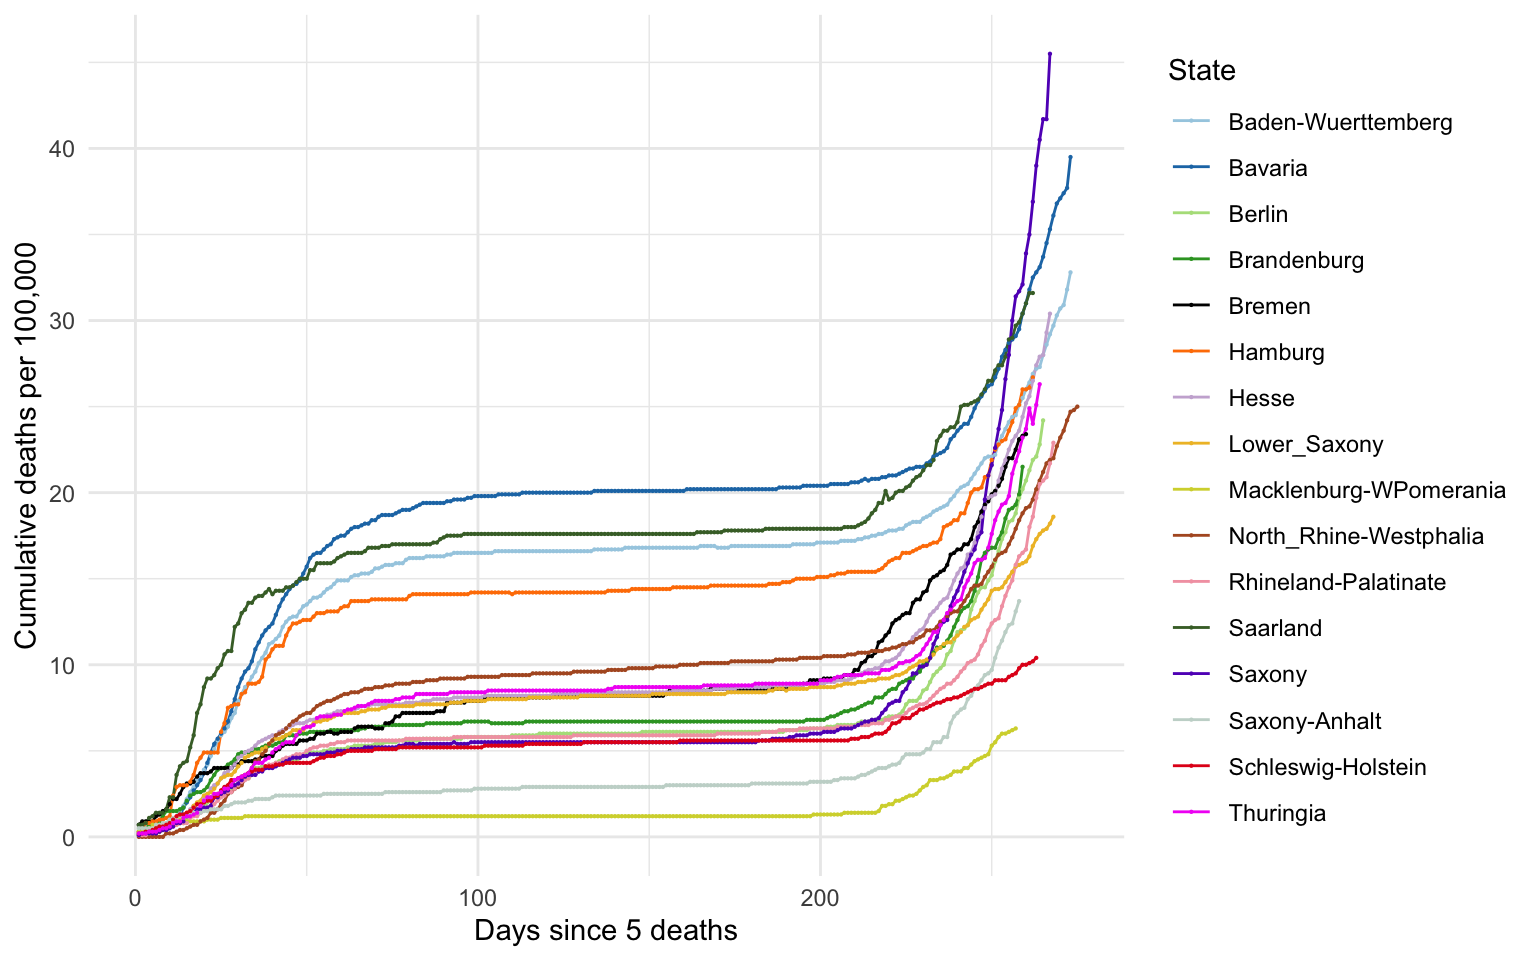 Cumulative deaths per 100,000
40
30
20
10
0
0
100
200
Days since 5 deaths
State
Baden-Wuerttemberg
Bavaria
Berlin
Brandenburg
Bremen
Hamburg
Hesse
Lower_Saxony
Macklenburg-WPomerania
North_Rhine-Westphalia
Rhineland-Palatinate
Saarland
Saxony
Saxony-Anhalt
Schleswig-Holstein
Thuringia